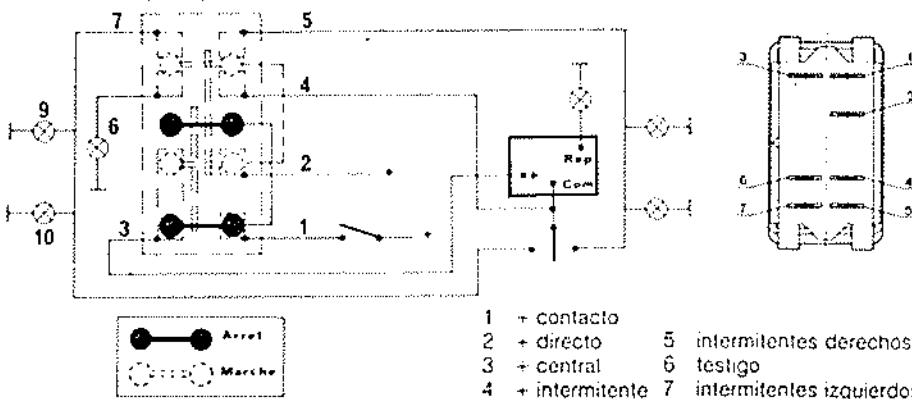 7
5
4
6
2
3
1
9
10
Rep
Com
Arret
Marche
1 + contacto
2 + directo
3 + central
4 + intermitente
5 intermitentes derechos
6 testigo
7 intermitentes izquierdos